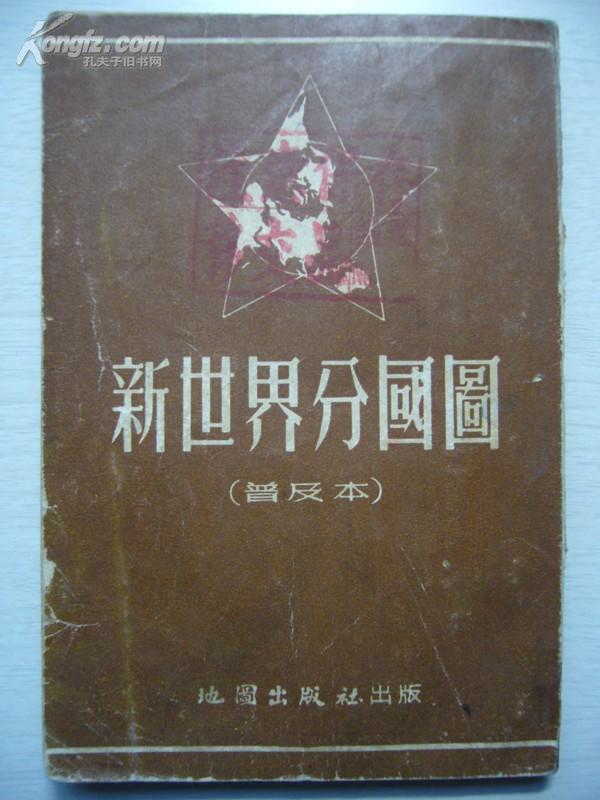 Kongfz.com
孔夫子旧书网
新世界分國圖
(普及本)
地圖出版社出版